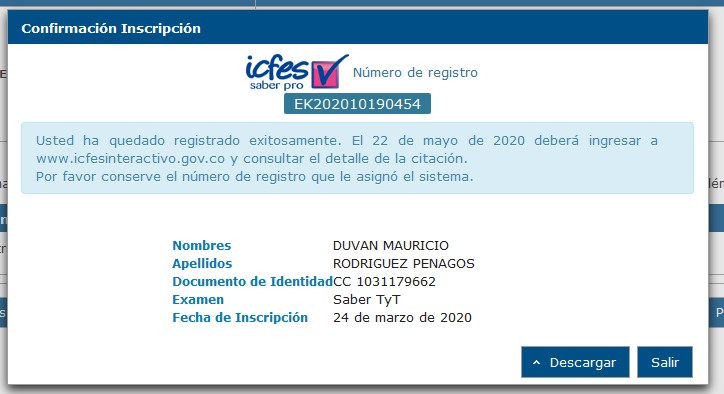 Confirmación Inscripción
icfes
saber pro
Número de registro
EK202010190454
Usted ha quedado registrado exitosamente. El 22 de mayo de 2020 deberá ingresar a
www.icfesinteractivo.gov.co y consultar el detalle de la citación.
Por favor conserve el número de registro que le asignó el sistema.
Nombres DUVAN MAURICIO
Apellidos RODRIGUEZ PENAGOS
Documento de Identidad CC 1031179662
Examen Saber TyT
Fecha de Inscripción 24 de marzo de 2020
Descargar Salir